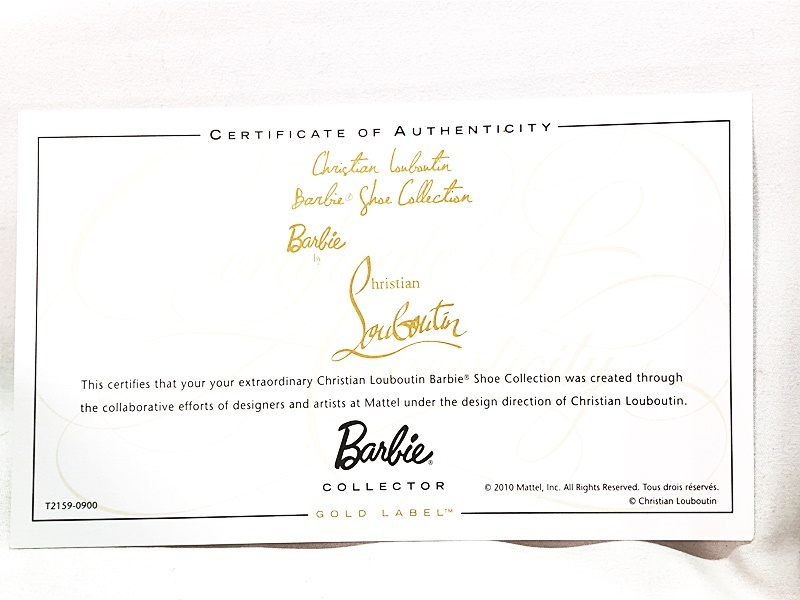 CERTIFICATE OF AUTHENTICITY
Christian Louboutin
Barbie® Shoe Collection
Barbie
by
Christian
Louboutin
This certifies that your your extraordinary Christian Louboutin Barbie® Shoe Collection was created through
the collaborative efforts of designers and artists at Mattel under the design direction of Christian Louboutin.
Barbie®
COLLECTOR
© 2010 Mattel, Inc. All Rights Reserved. Tous drois réservés.
T2159-0900
© Christian Louboutin
GOLD LABEL™